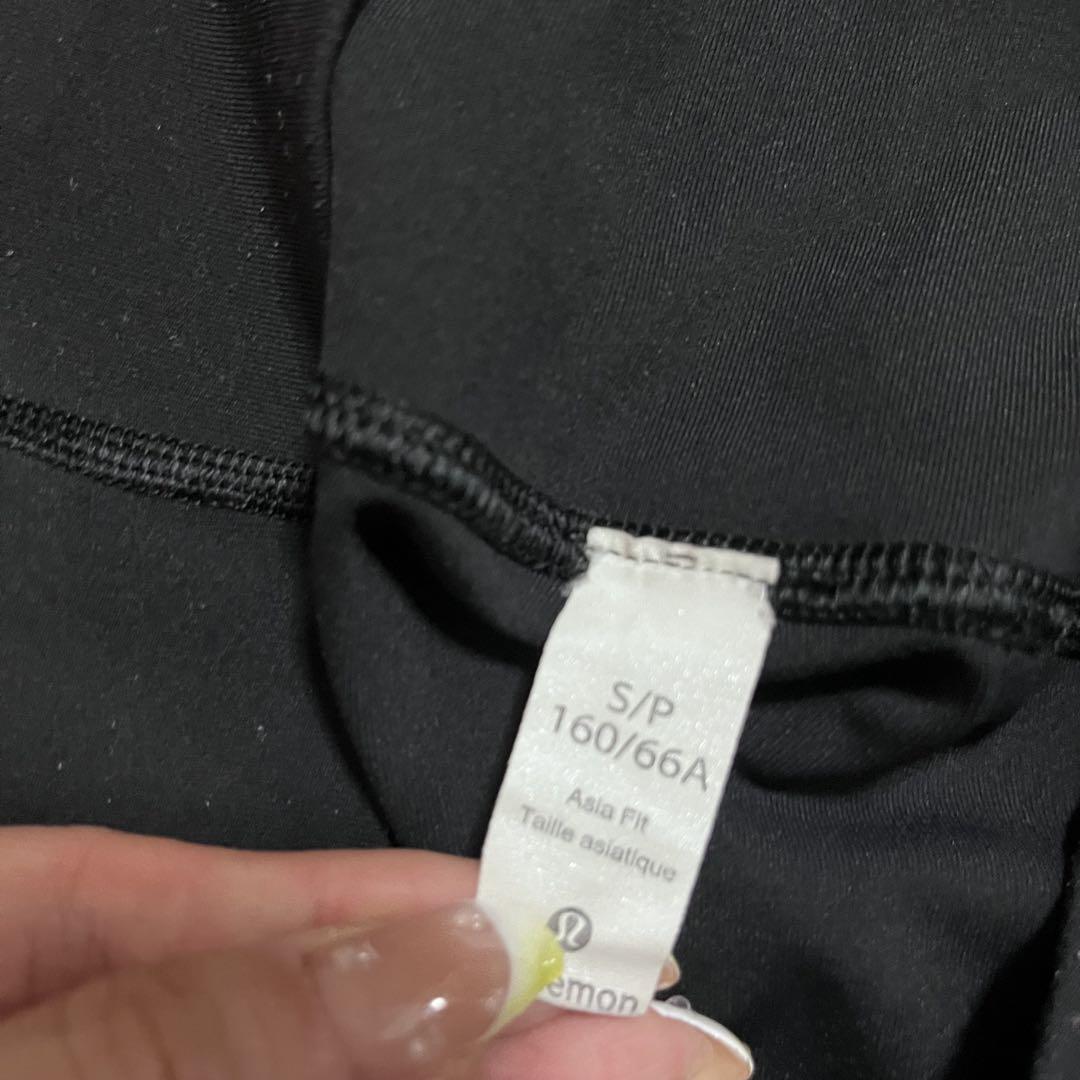 S/P
160/66A
Asia Fit
Taille asiatique
emon